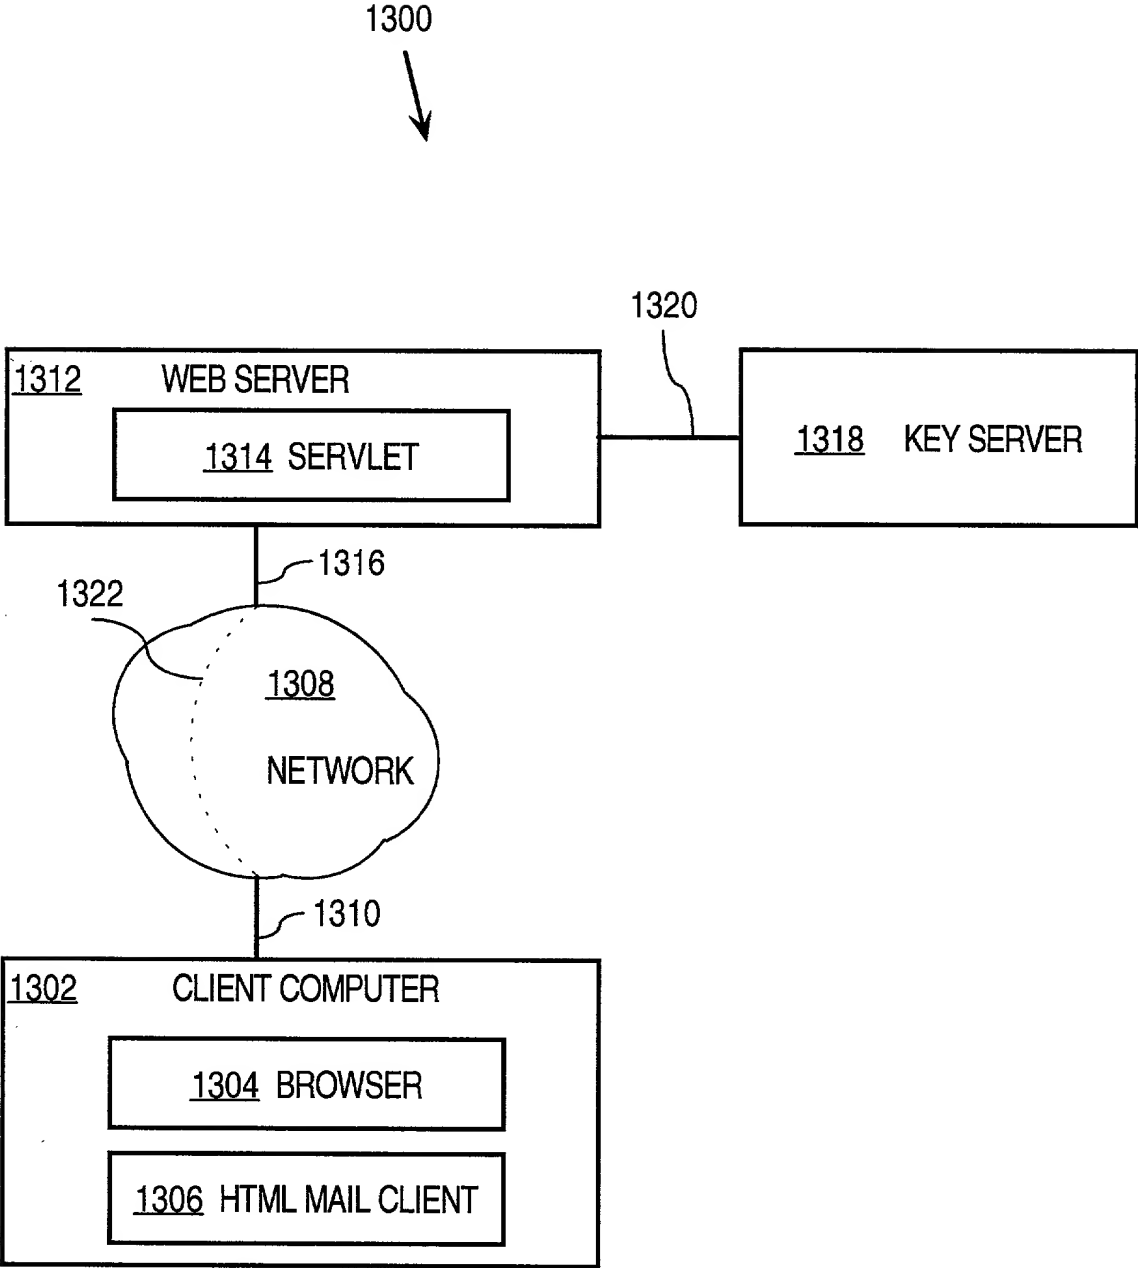 1300
1320
1312 WEB SERVER
1314 SERVLET
1318 KEY SERVER
1316
1322
1308
NETWORK
1310
1302 CLIENT COMPUTER
1304 BROWSER
1306 HTML MAIL CLIENT